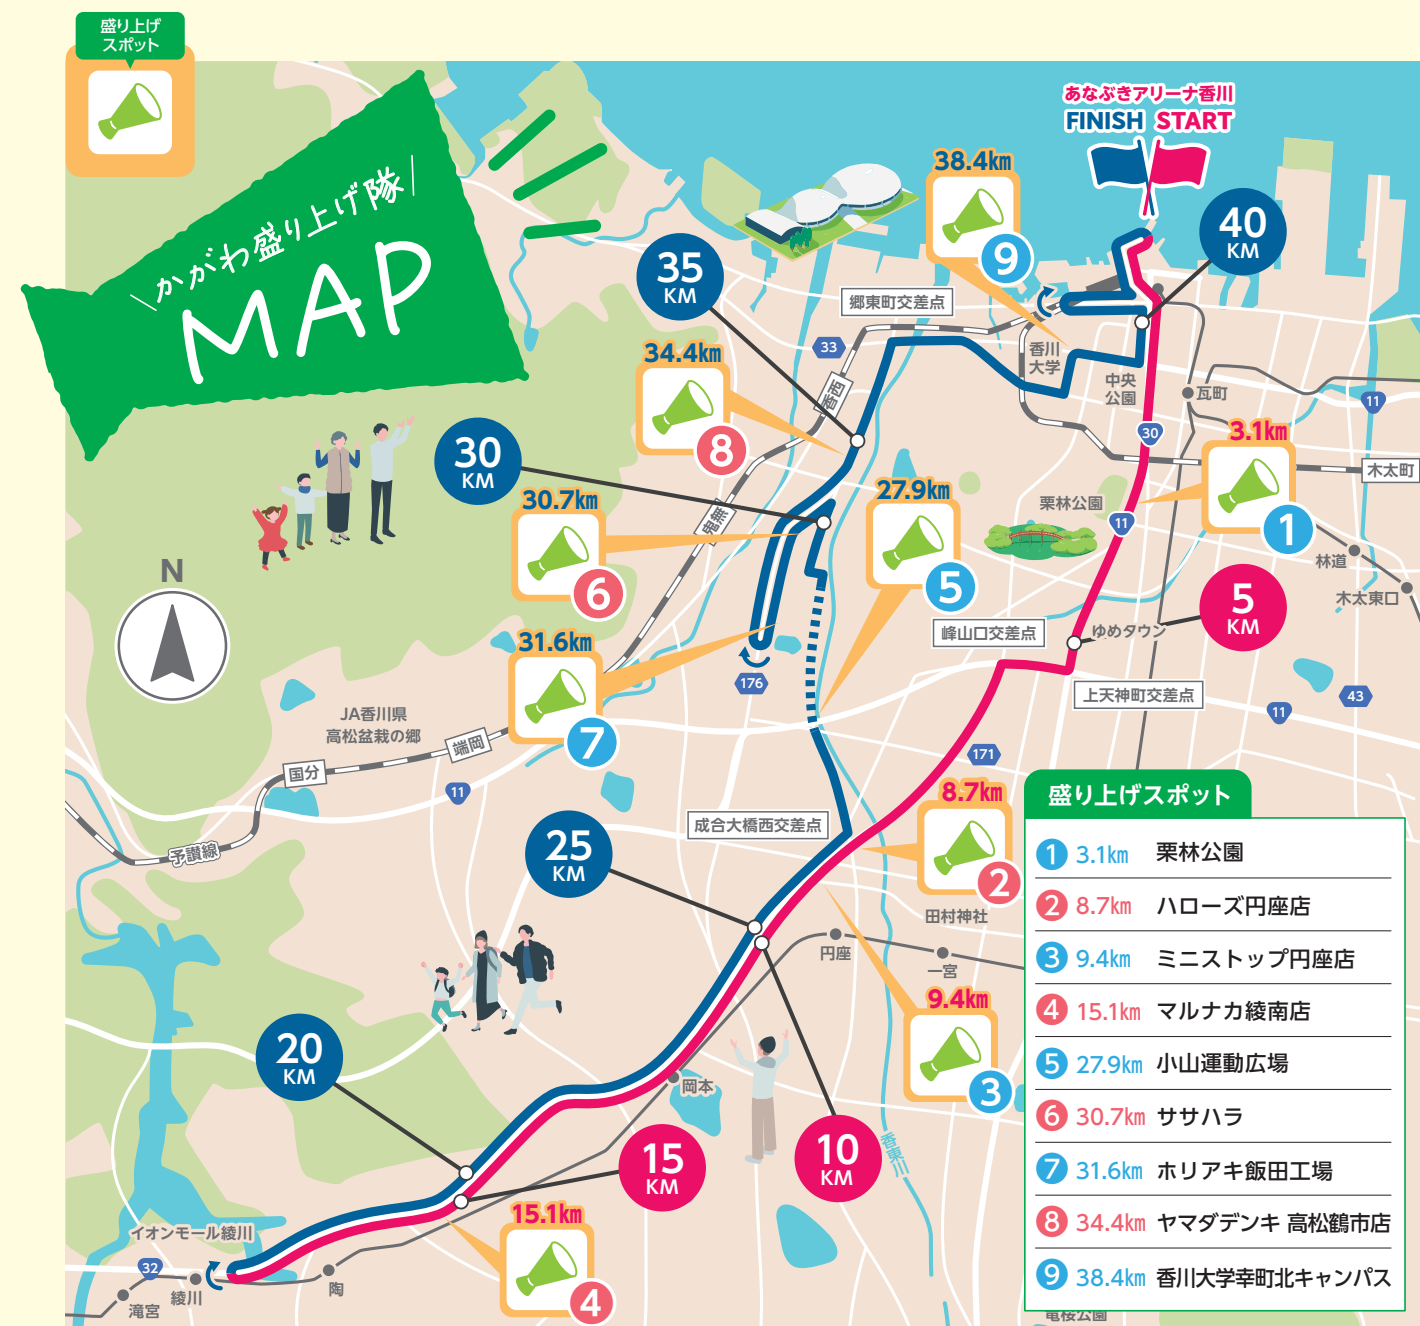 盛り上げ
スポット
かがわ盛り上げ隊
MAP
あなぶきアリーナ香川
FINISH START
38.4km
9
40
KM
35
KM
郷東町交差点
33
34.4km
8
香西
香川
大学
中央
公園
瓦町
11
30
3.1km
1
木太町
30
KM
30.7km
6
鬼無
27.9km
5
栗林公園
11
林道
木太東口
5
KM
N
峰山口交差点
ゆめタウン
31.6km
7
176
上天神町交差点
43
11
JA香川県
高松盆栽の郷
端岡
国分
11
171
予讃線
成合大橋西交差点
8.7km
2
25
KM
田村神社
円座
一宮
9.4km
3
20
KM
岡本
15
KM
10
KM
香東川
15.1km
4
イオンモール綾川
32
綾川
滝宮
陶
盛り上げスポット
1 3.1km 栗林公園
2 8.7km ハローズ円座店
3 9.4km ミニストップ円座店
4 15.1km マルナカ綾南店
5 27.9km 小山運動広場
6 30.7km ササハラ
7 31.6km ホリアキ飯田工場
8 34.4km ヤマダデンキ 高松鶴市店
9 38.4km 香川大学幸町北キャンパス
竜桜公園